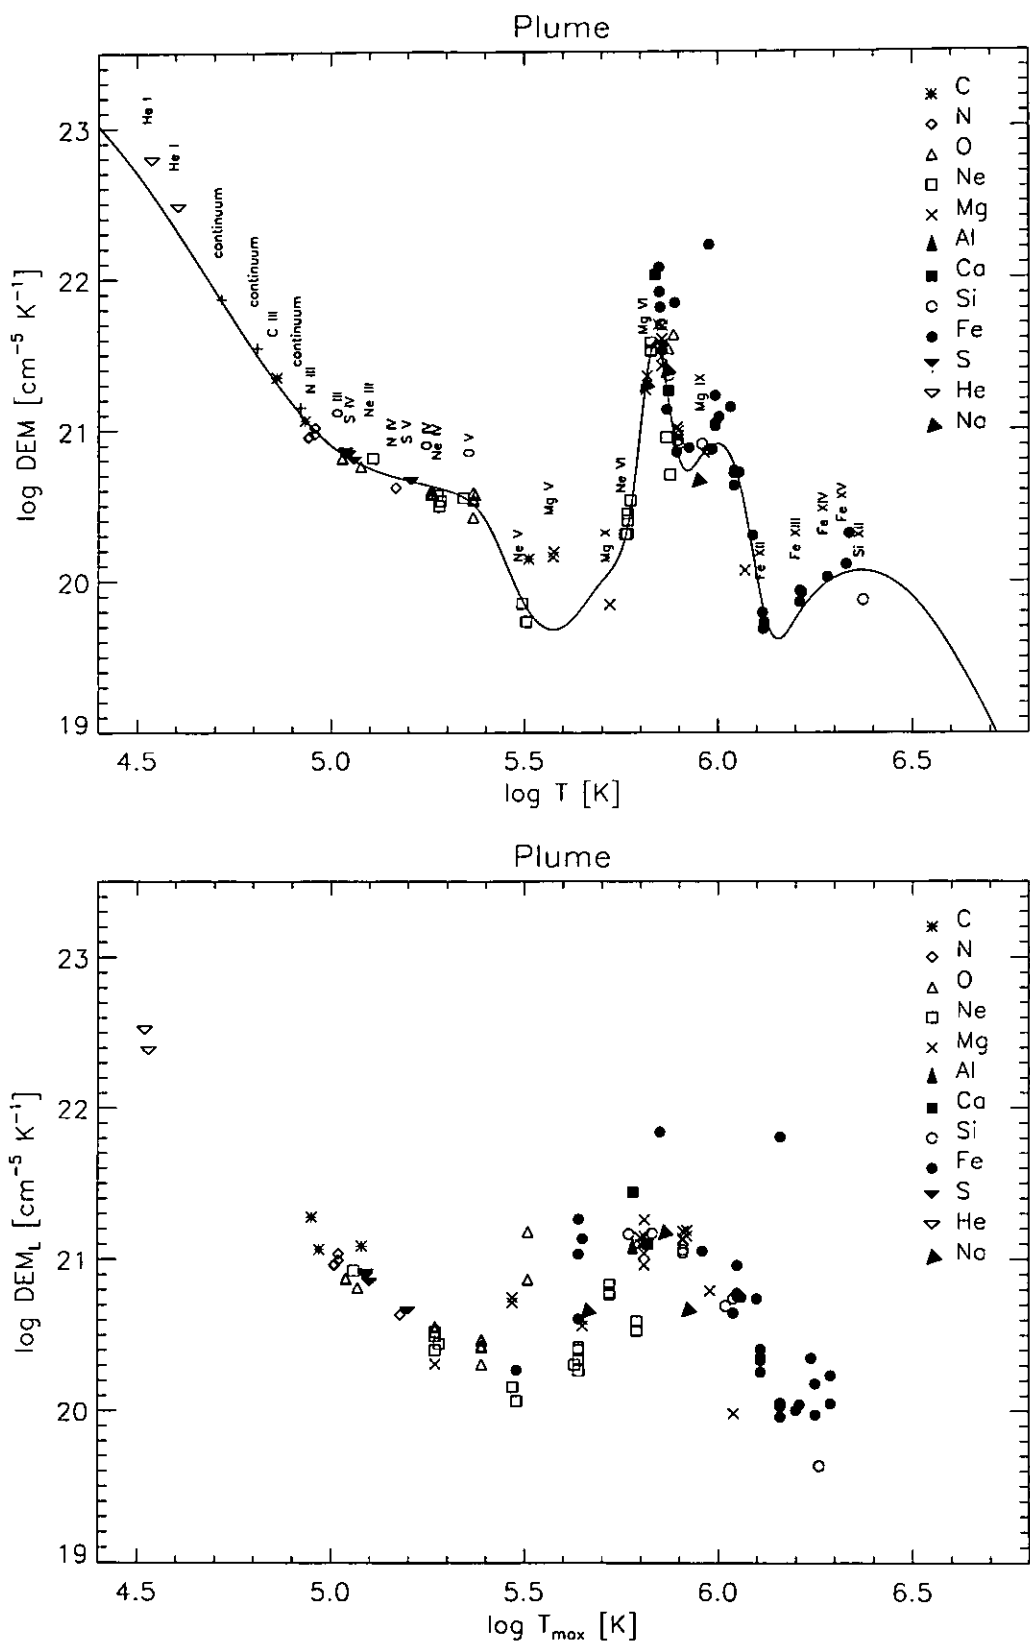 Plume
log DEM [cm⁻⁵ K⁻¹]
23
22
21
20
19
4.5 5.0 5.5 6.0 6.5
log T [K]
He I
He I
continuum
continuum
C III
continuum
N III
O III
S IV
Ne III
N IV
S V
O IV
Ne IV
O V
Ne V
Mg V
Mg X
Ne VI
Mg VI
Mg IX
Fe XII
Fe XIII
Fe XIV
Fe XV
Si XII
C
N
O
Ne
Mg
Al
Ca
Si
Fe
S
He
Na
Plume
log DEM_L [cm⁻⁵ K⁻¹]
23
22
21
20
19
4.5 5.0 5.5 6.0 6.5
log T_max [K]
C
N
O
Ne
Mg
Al
Ca
Si
Fe
S
He
Na